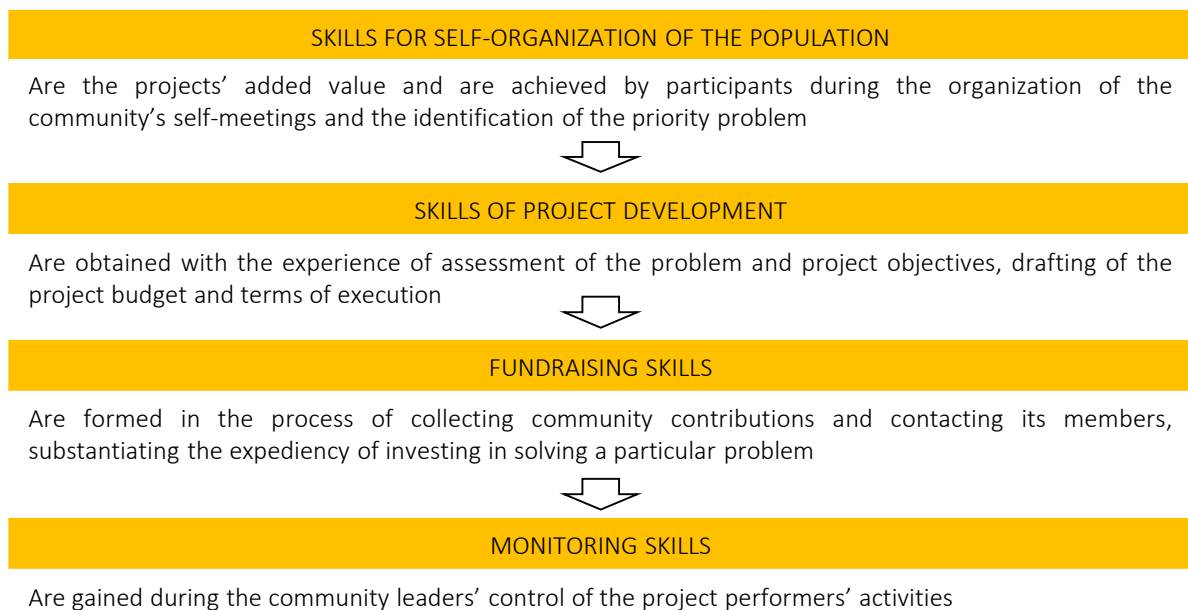 SKILLS FOR SELF-ORGANIZATION OF THE POPULATION
Are the projects’ added value and are achieved by participants during the organization of the
community’s self-meetings and the identification of the priority problem
SKILLS OF PROJECT DEVELOPMENT
Are obtained with the experience of assessment of the problem and project objectives, drafting of the
project budget and terms of execution
FUNDRAISING SKILLS
Are formed in the process of collecting community contributions and contacting its members,
substantiating the expediency of investing in solving a particular problem
MONITORING SKILLS
Are gained during the community leaders’ control of the project performers’ activities